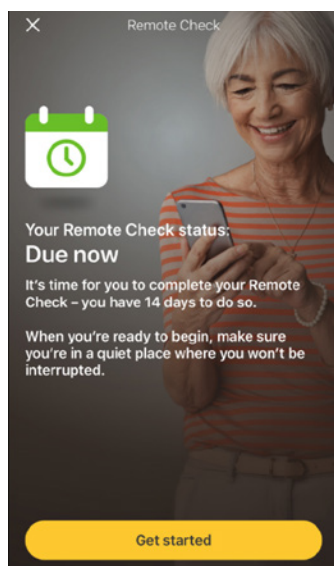 Remote Check
Your Remote Check status:
Due now
It's time for you to complete your Remote
Check – you have 14 days to do so.
When you're ready to begin, make sure
you're in a quiet place where you won't be
interrupted.
Get started